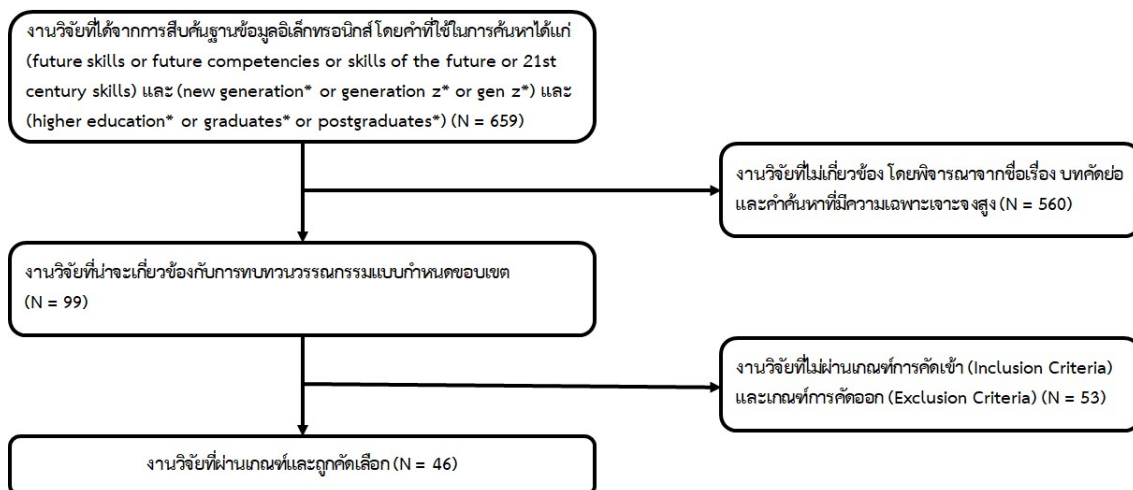 งานวิจัยที่ได้จากการสืบค้นฐานข้อมูลอิเล็กทรอนิกส์ โดยคำที่ใช้ในการค้นหาได้แก่
(future skills or future competencies or skills of the future or 21st
century skills) และ (new generation* or generation z* or gen z*) และ
(higher education* or graduates* or postgraduates*) (N = 659)
งานวิจัยที่ไม่เกี่ยวข้อง โดยพิจารณาจากชื่อเรื่อง บทคัดย่อ
และคำค้นหาที่มีความเฉพาะเจาะจงสูง (N = 560)
งานวิจัยที่น่าจะเกี่ยวข้องกับการทบทวนวรรณกรรมแบบกำหนดขอบเขต
(N = 99)
งานวิจัยที่ไม่ผ่านเกณฑ์การคัดเข้า (Inclusion Criteria)
และเกณฑ์การคัดออก (Exclusion Criteria) (N = 53)
งานวิจัยที่ผ่านเกณฑ์และถูกคัดเลือก (N = 46)